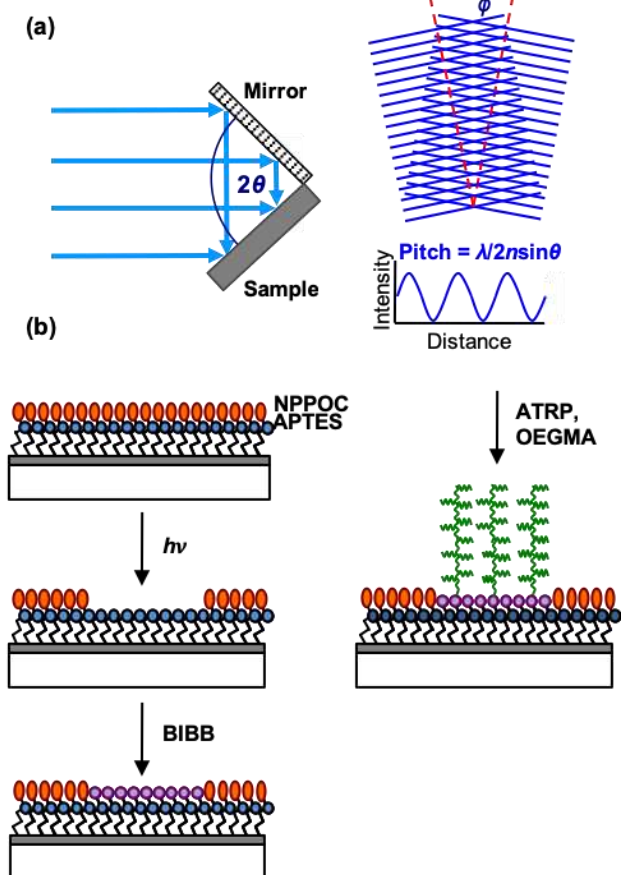 (a)
φ
Mirror
2θ
Sample
Pitch = λ/2nsinθ
Intensity
Distance
(b)
NPPOC
APTES
hν
BIBB
ATRP,
OEGMA